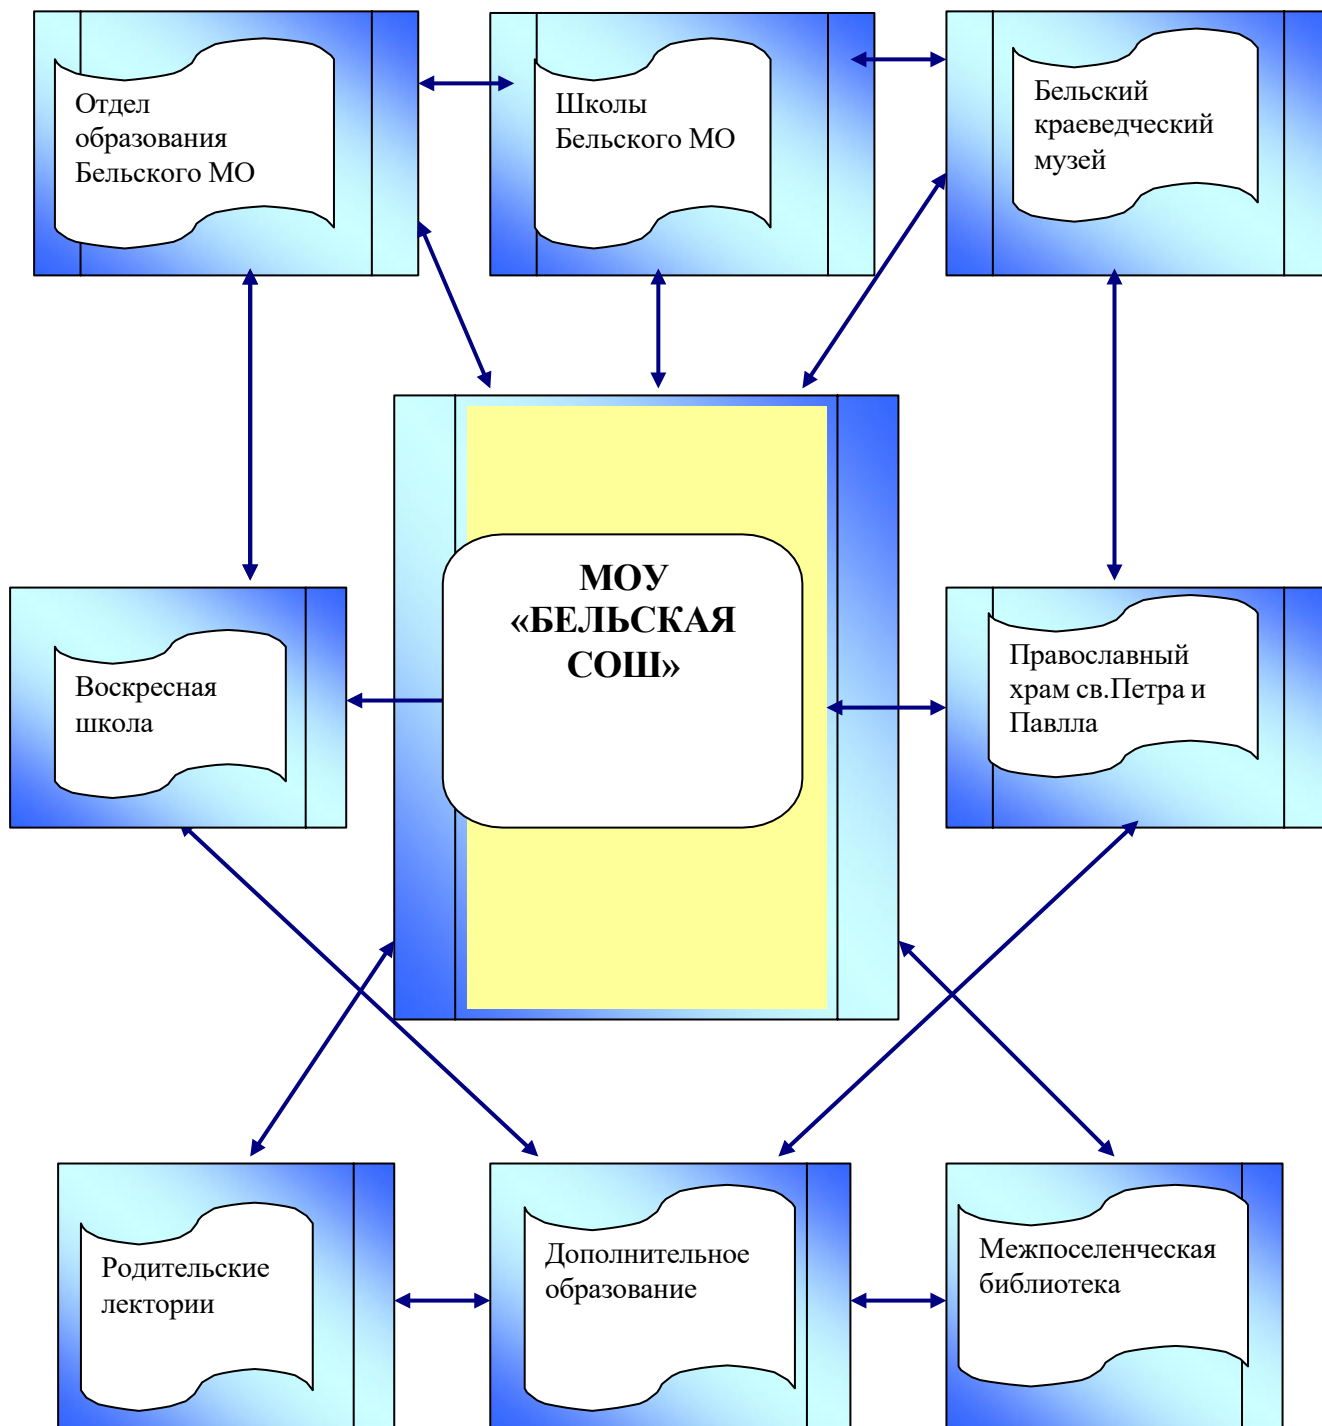 Отдел
образования
Бельского МО
Школы
Бельского МО
Бельский
краеведческий
музей
МОУ
«БЕЛЬСКАЯ
СОШ»
Воскресная
школа
Православный
храм св.Петра и
Павлла
Родительские
лектории
Дополнительное
образование
Межпоселенческая
библиотека